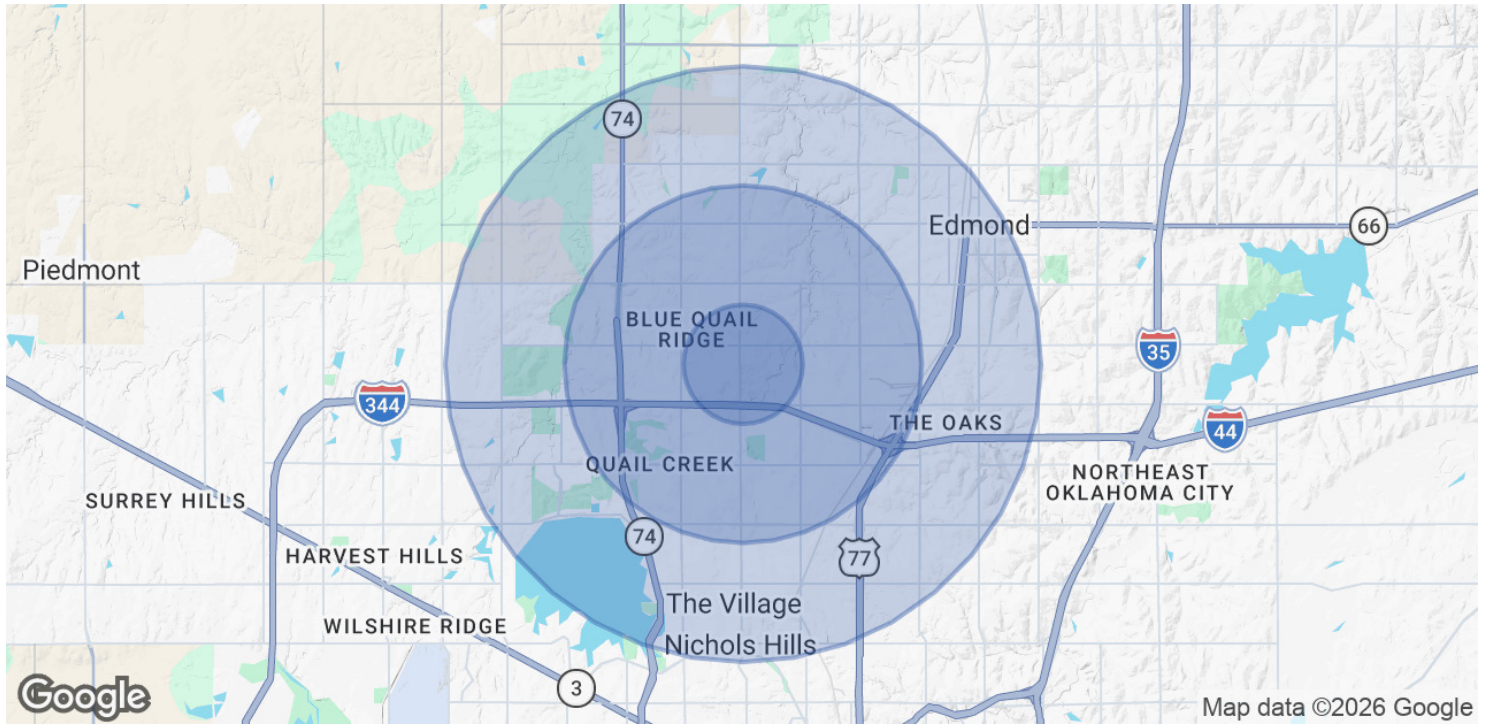 74
Edmond
66
Piedmont
BLUE QUAIL
RIDGE
35
344
THE OAKS
44
QUAIL CREEK
NORTHEAST
OKLAHOMA CITY
SURREY HILLS
74
HARVEST HILLS
77
The Village
WILSHIRE RIDGE
Nichols Hills
3
Google
Map data ©2026 Google